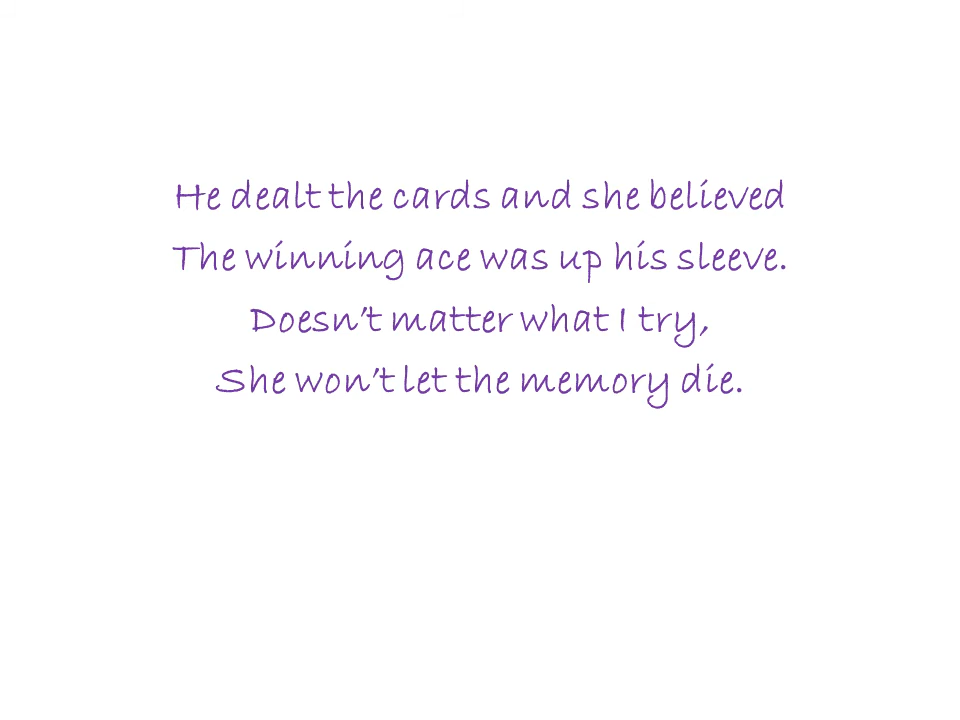 He dealt the cards and she believed
The winning ace was up his sleeve.
Doesn’t matter what I try,
She won’t let the memory die.